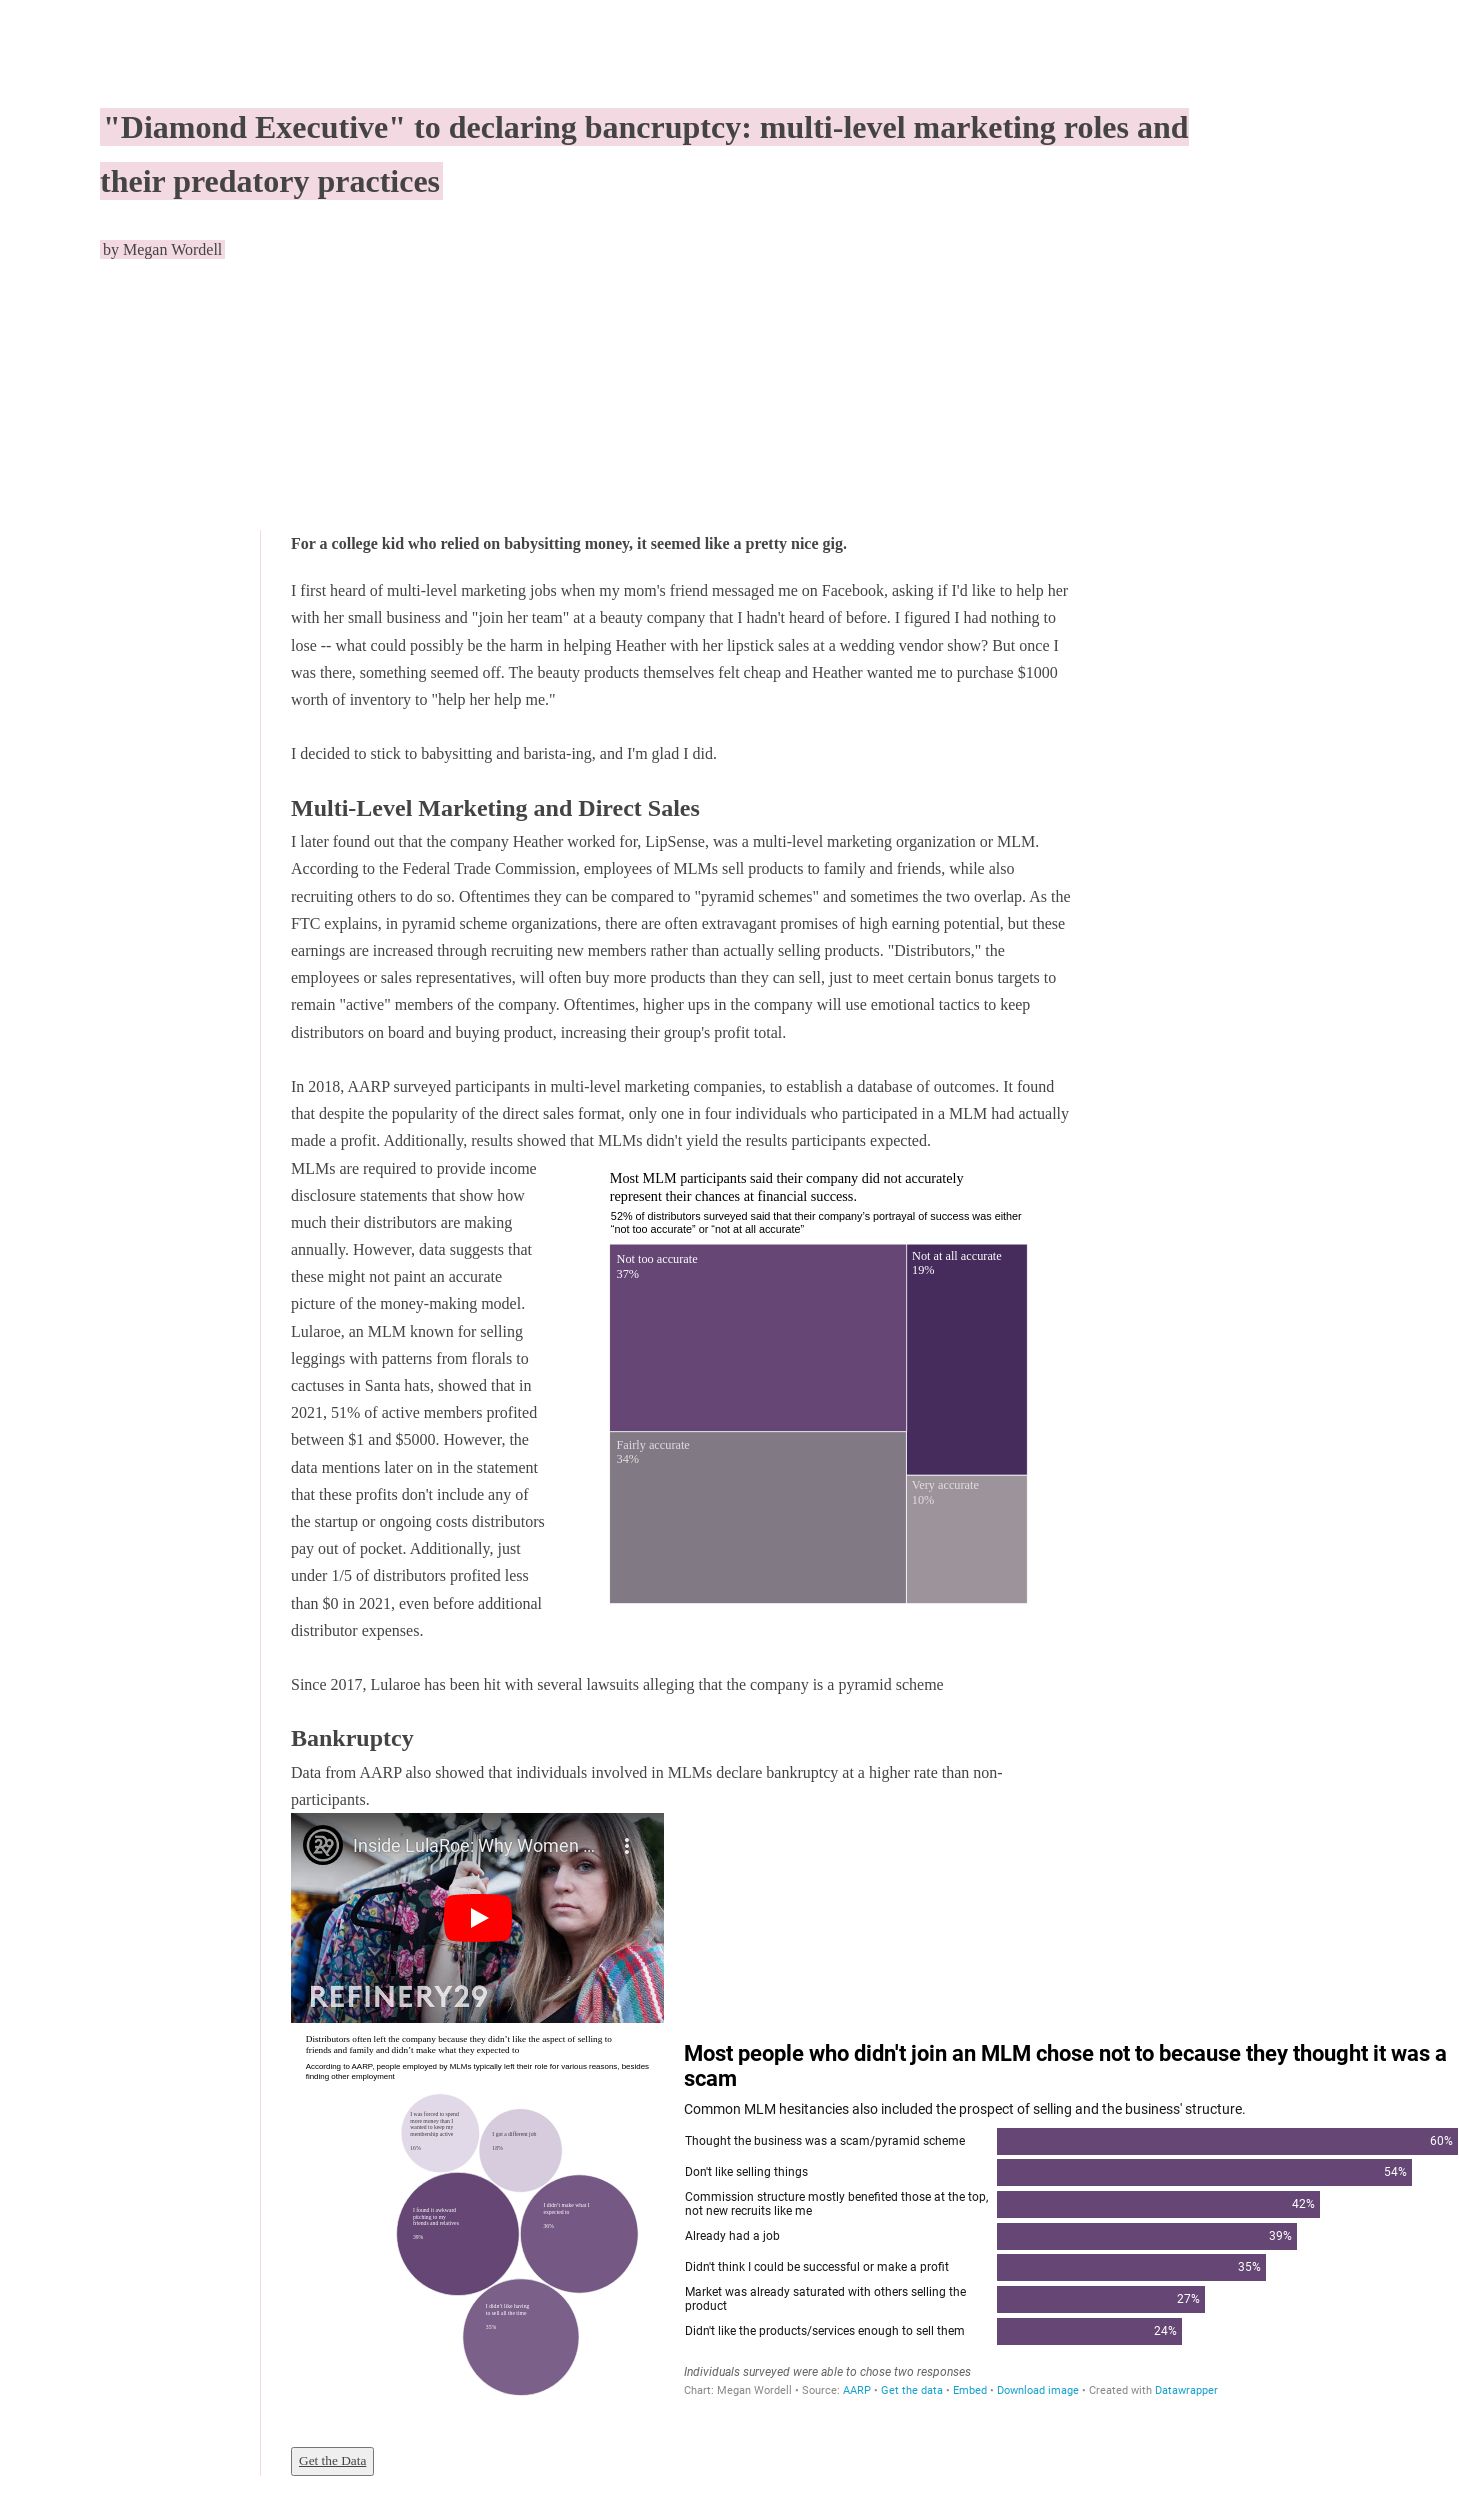 "Diamond Executive" to declaring bancruptcy: multi-level marketing roles and
their predatory practices
by Megan Wordell
For a college kid who relied on babysitting money, it seemed like a pretty nice gig.
I first heard of multi-level marketing jobs when my mom's friend messaged me on Facebook, asking if I'd like to help her
with her small business and "join her team" at a beauty company that I hadn't heard of before. I figured I had nothing to
lose -- what could possibly be the harm in helping Heather with her lipstick sales at a wedding vendor show? But once I
was there, something seemed off. The beauty products themselves felt cheap and Heather wanted me to purchase $1000
worth of inventory to "help her help me."
I decided to stick to babysitting and barista-ing, and I'm glad I did.
Multi-Level Marketing and Direct Sales
I later found out that the company Heather worked for, LipSense, was a multi-level marketing organization or MLM.
According to the Federal Trade Commission, employees of MLMs sell products to family and friends, while also
recruiting others to do so. Oftentimes they can be compared to "pyramid schemes" and sometimes the two overlap. As the
FTC explains, in pyramid scheme organizations, there are often extravagant promises of high earning potential, but these
earnings are increased through recruiting new members rather than actually selling products. "Distributors," the
employees or sales representatives, will often buy more products than they can sell, just to meet certain bonus targets to
remain "active" members of the company. Oftentimes, higher ups in the company will use emotional tactics to keep
distributors on board and buying product, increasing their group's profit total.
In 2018, AARP surveyed participants in multi-level marketing companies, to establish a database of outcomes. It found
that despite the popularity of the direct sales format, only one in four individuals who participated in a MLM had actually
made a profit. Additionally, results showed that MLMs didn't yield the results participants expected.
MLMs are required to provide income
disclosure statements that show how
much their distributors are making
annually. However, data suggests that
these might not paint an accurate
picture of the money-making model.
Lularoe, an MLM known for selling
leggings with patterns from florals to
cactuses in Santa hats, showed that in
2021, 51% of active members profited
between $1 and $5000. However, the
data mentions later on in the statement
that these profits don't include any of
the startup or ongoing costs distributors
pay out of pocket. Additionally, just
under 1/5 of distributors profited less
than $0 in 2021, even before additional
distributor expenses.
Most MLM participants said their company did not accurately
represent their chances at financial success.
52% of distributors surveyed said that their company's portrayal of success was either
“not too accurate” or “not at all accurate”
Not too accurate
37%
Not at all accurate
19%
Fairly accurate
34%
Very accurate
10%
Since 2017, Lularoe has been hit with several lawsuits alleging that the company is a pyramid scheme
Bankruptcy
Data from AARP also showed that individuals involved in MLMs declare bankruptcy at a higher rate than non-
participants.
29
Inside LulaRoe: Why Women ...
REFINERY29
Distributors often left the company because they didn’t like the aspect of selling to
friends and family and didn’t make what they expected to
According to AARP, people employed by MLMs typically left their role for various reasons, besides
finding other employment
I was forced to spend
more money than I
wanted to keep my
membership active
16%
I got a different job
18%
I found it awkward
pitching to my
friends and relatives
39%
I didn't make what I
expected to
36%
I didn't like having
to sell all the time
35%
Most people who didn't join an MLM chose not to because they thought it was a
scam
Common MLM hesitancies also included the prospect of selling and the business' structure.
Thought the business was a scam/pyramid scheme 60%
Don't like selling things 54%
Commission structure mostly benefited those at the top,
not new recruits like me 42%
Already had a job 39%
Didn't think I could be successful or make a profit 35%
Market was already saturated with others selling the
product 27%
Didn't like the products/services enough to sell them 24%
Individuals surveyed were able to chose two responses
Chart: Megan Wordell • Source: AARP • Get the data • Embed • Download image • Created with Datawrapper
Get the Data